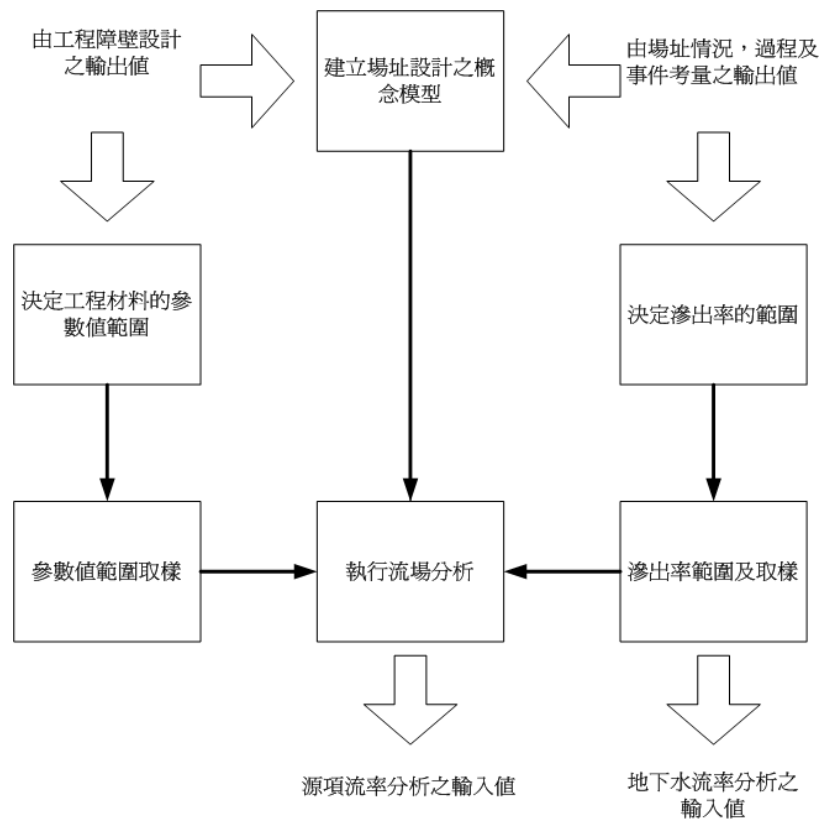 由工程障壁設計
之輸出值
建立場址設計之概
念模型
由場址情況，過程及
事件考量之輸出值
決定工程材料的參
數值範圍
決定滲出率的範圍
參數值範圍取樣
執行流場分析
滲出率範圍及取樣
源項流率分析之輸入值
地下水流率分析之
輸入值